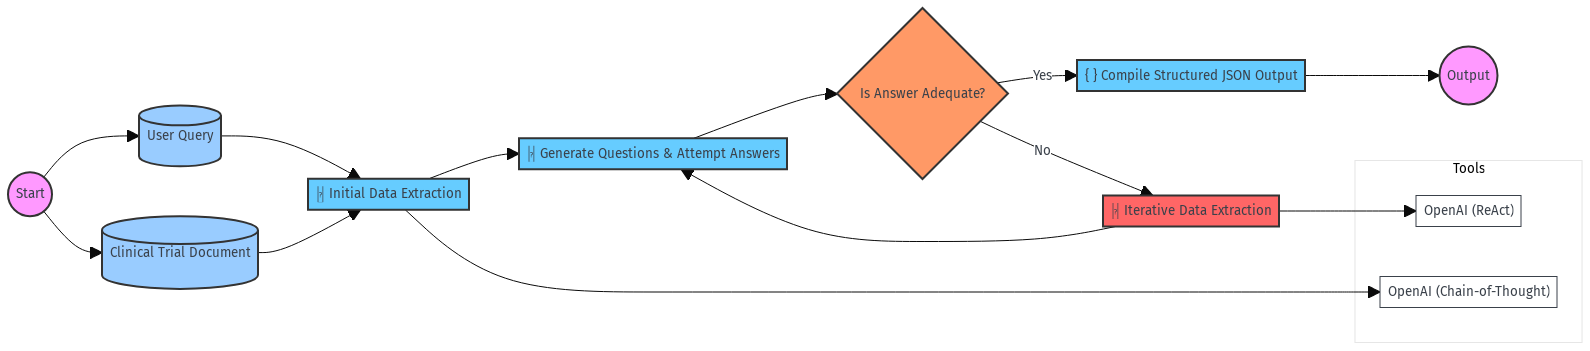 Start
User Query
Clinical Trial Document
Initial Data Extraction
Generate Questions & Attempt Answers
Is Answer Adequate?
Yes
No
{ } Compile Structured JSON Output
Output
Iterative Data Extraction
Tools
OpenAI (ReAct)
OpenAI (Chain-of-Thought)